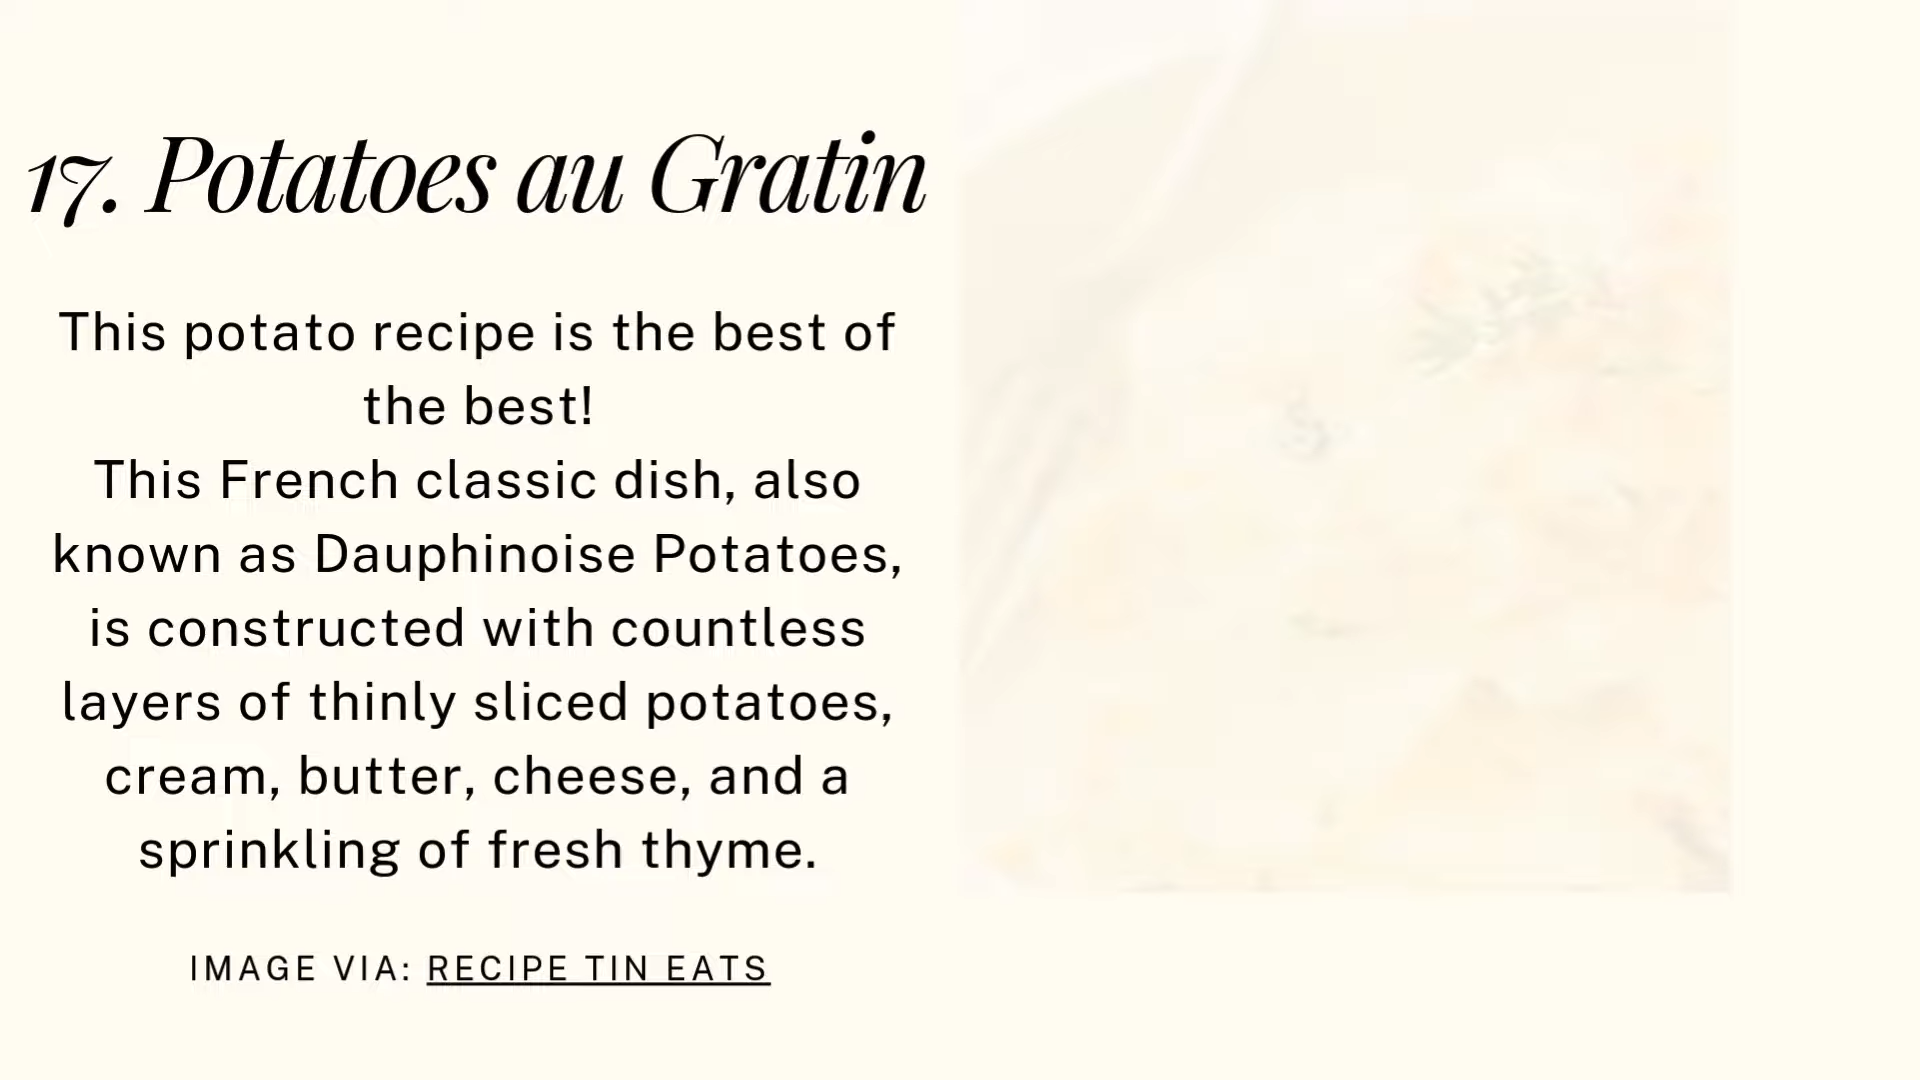 17. Potatoes au Gratin
This potato recipe is the best of
the best!
This French classic dish, also
known as Dauphinoise Potatoes,
is constructed with countless
layers of thinly sliced potatoes,
cream, butter, cheese, and a
sprinkling of fresh thyme.
IMAGE VIA: RECIPE TIN EATS